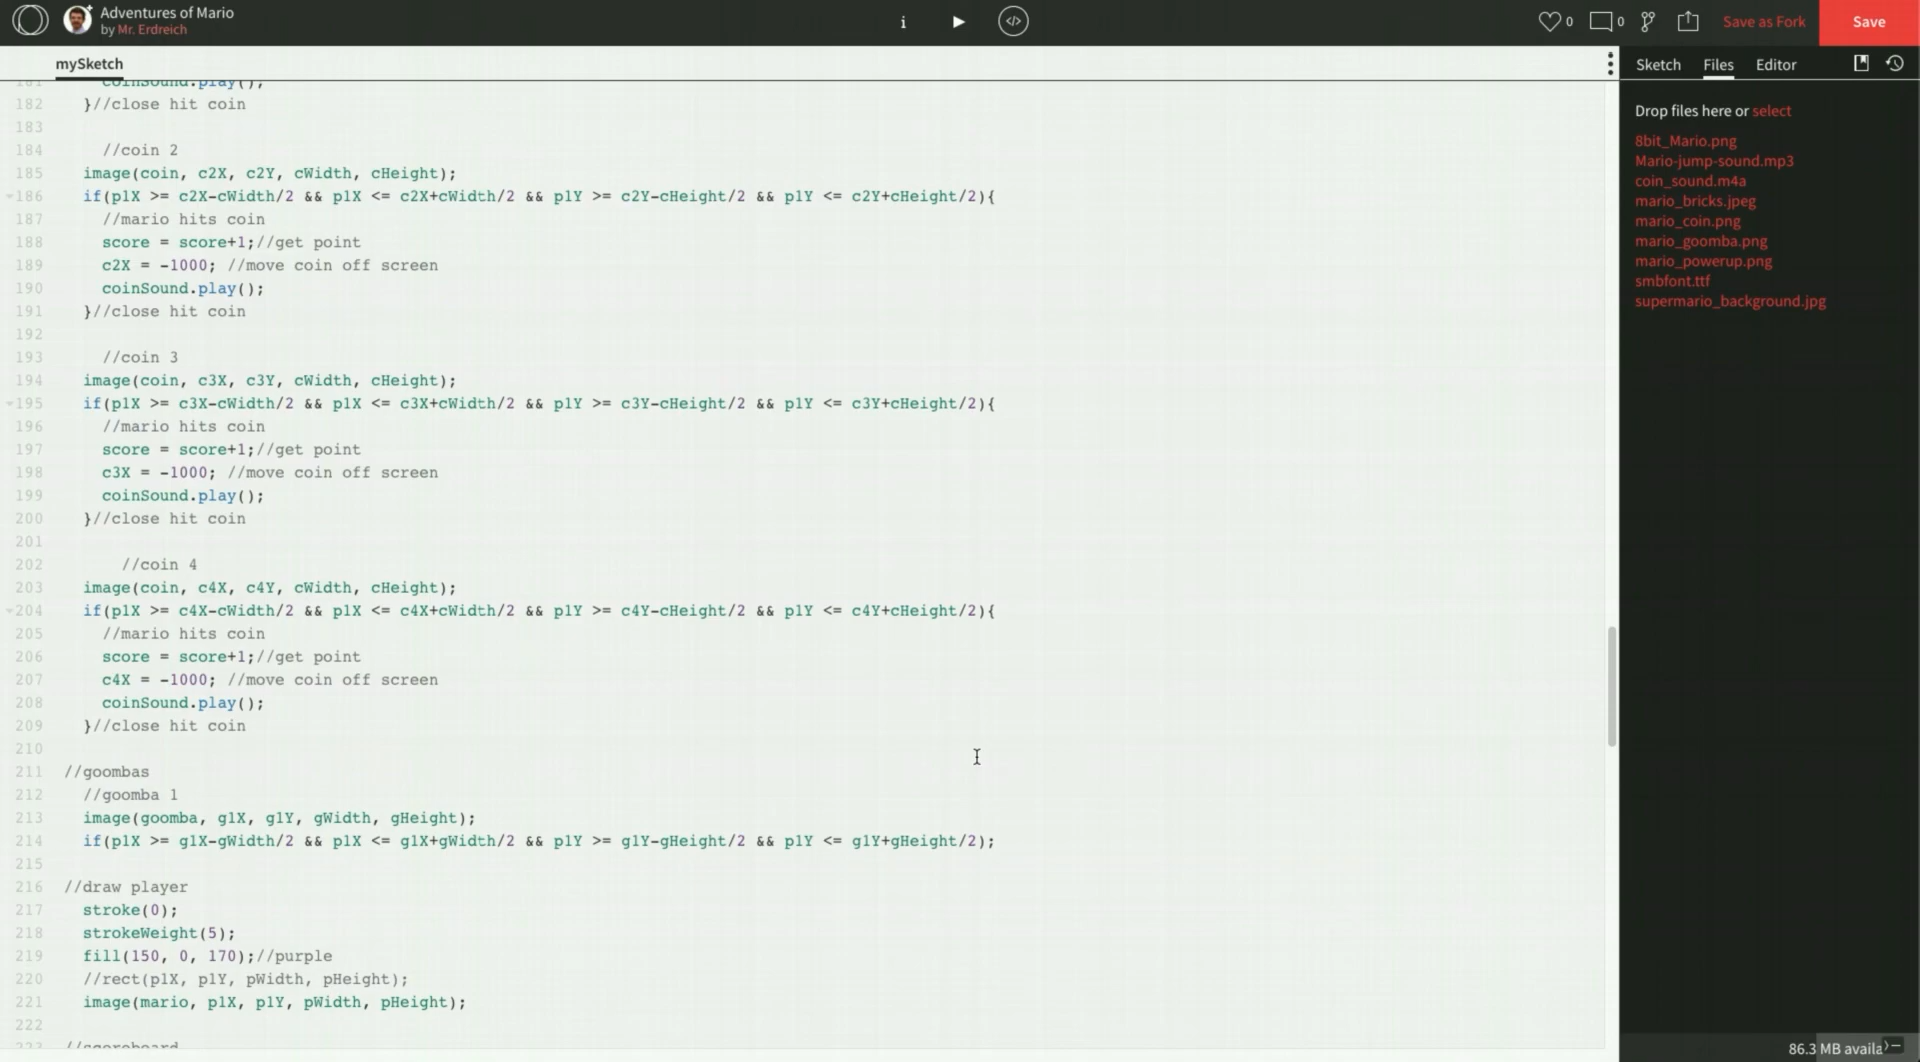 Adventures of Mario
by Mr. Erdreich
i
</>
0
0
Save as Fork
Save
mySketch
Sketch Files Editor
181 coinSound.play();
182 }//close hit coin
183
184 //coin 2
185 image(coin, c2X, c2Y, cWidth, cHeight);
186 if(p1X >= c2X-cWidth/2 && p1X <= c2X+cWidth/2 && p1Y >= c2Y-cHeight/2 && p1Y <= c2Y+cHeight/2){
187 //mario hits coin
188 score = score+1;//get point
189 c2X = -1000; //move coin off screen
190 coinSound.play();
191 }//close hit coin
192
193 //coin 3
194 image(coin, c3X, c3Y, cWidth, cHeight);
195 if(p1X >= c3X-cWidth/2 && p1X <= c3X+cWidth/2 && p1Y >= c3Y-cHeight/2 && p1Y <= c3Y+cHeight/2){
196 //mario hits coin
197 score = score+1;//get point
198 c3X = -1000; //move coin off screen
199 coinSound.play();
200 }//close hit coin
201
202 //coin 4
203 image(coin, c4X, c4Y, cWidth, cHeight);
204 if(p1X >= c4X-cWidth/2 && p1X <= c4X+cWidth/2 && p1Y >= c4Y-cHeight/2 && p1Y <= c4Y+cHeight/2){
205 //mario hits coin
206 score = score+1;//get point
207 c4X = -1000; //move coin off screen
208 coinSound.play();
209 }//close hit coin
210
211 //goombas
212 //goomba 1
213 image(goomba, g1X, g1Y, gWidth, gHeight);
214 if(p1X >= g1X-gWidth/2 && p1X <= g1X+gWidth/2 && p1Y >= g1Y-gHeight/2 && p1Y <= g1Y+gHeight/2);
215
216 //draw player
217 stroke(0);
218 strokeWeight(5);
219 fill(150, 0, 170);//purple
220 //rect(p1X, p1Y, pWidth, pHeight);
221 image(mario, p1X, p1Y, pWidth, pHeight);
222
223 //scoreboard
Drop files here or select
8bit_Mario.png
Mario-jump-sound.mp3
coin_sound.m4a
mario_bricks.jpeg
mario_coin.png
mario_goomba.png
mario_powerup.png
smbfont.ttf
supermario_background.jpg
86.3 MB availa